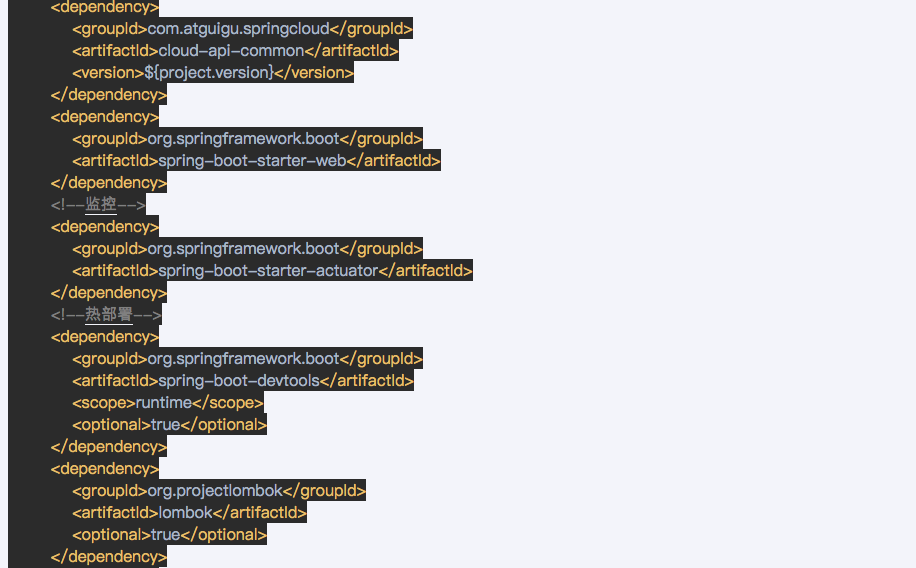 <dependency>
<groupId>com.atguigu.springcloud</groupId>
<artifactId>cloud-api-common</artifactId>
<version>${project.version}</version>
</dependency>
<dependency>
<groupId>org.springframework.boot</groupId>
<artifactId>spring-boot-starter-web</artifactId>
</dependency>
<!--监控-->
<dependency>
<groupId>org.springframework.boot</groupId>
<artifactId>spring-boot-starter-actuator</artifactId>
</dependency>
<!--热部署-->
<dependency>
<groupId>org.springframework.boot</groupId>
<artifactId>spring-boot-devtools</artifactId>
<scope>runtime</scope>
<optional>true</optional>
</dependency>
<dependency>
<groupId>org.projectlombok</groupId>
<artifactId>lombok</artifactId>
<optional>true</optional>
</dependency>